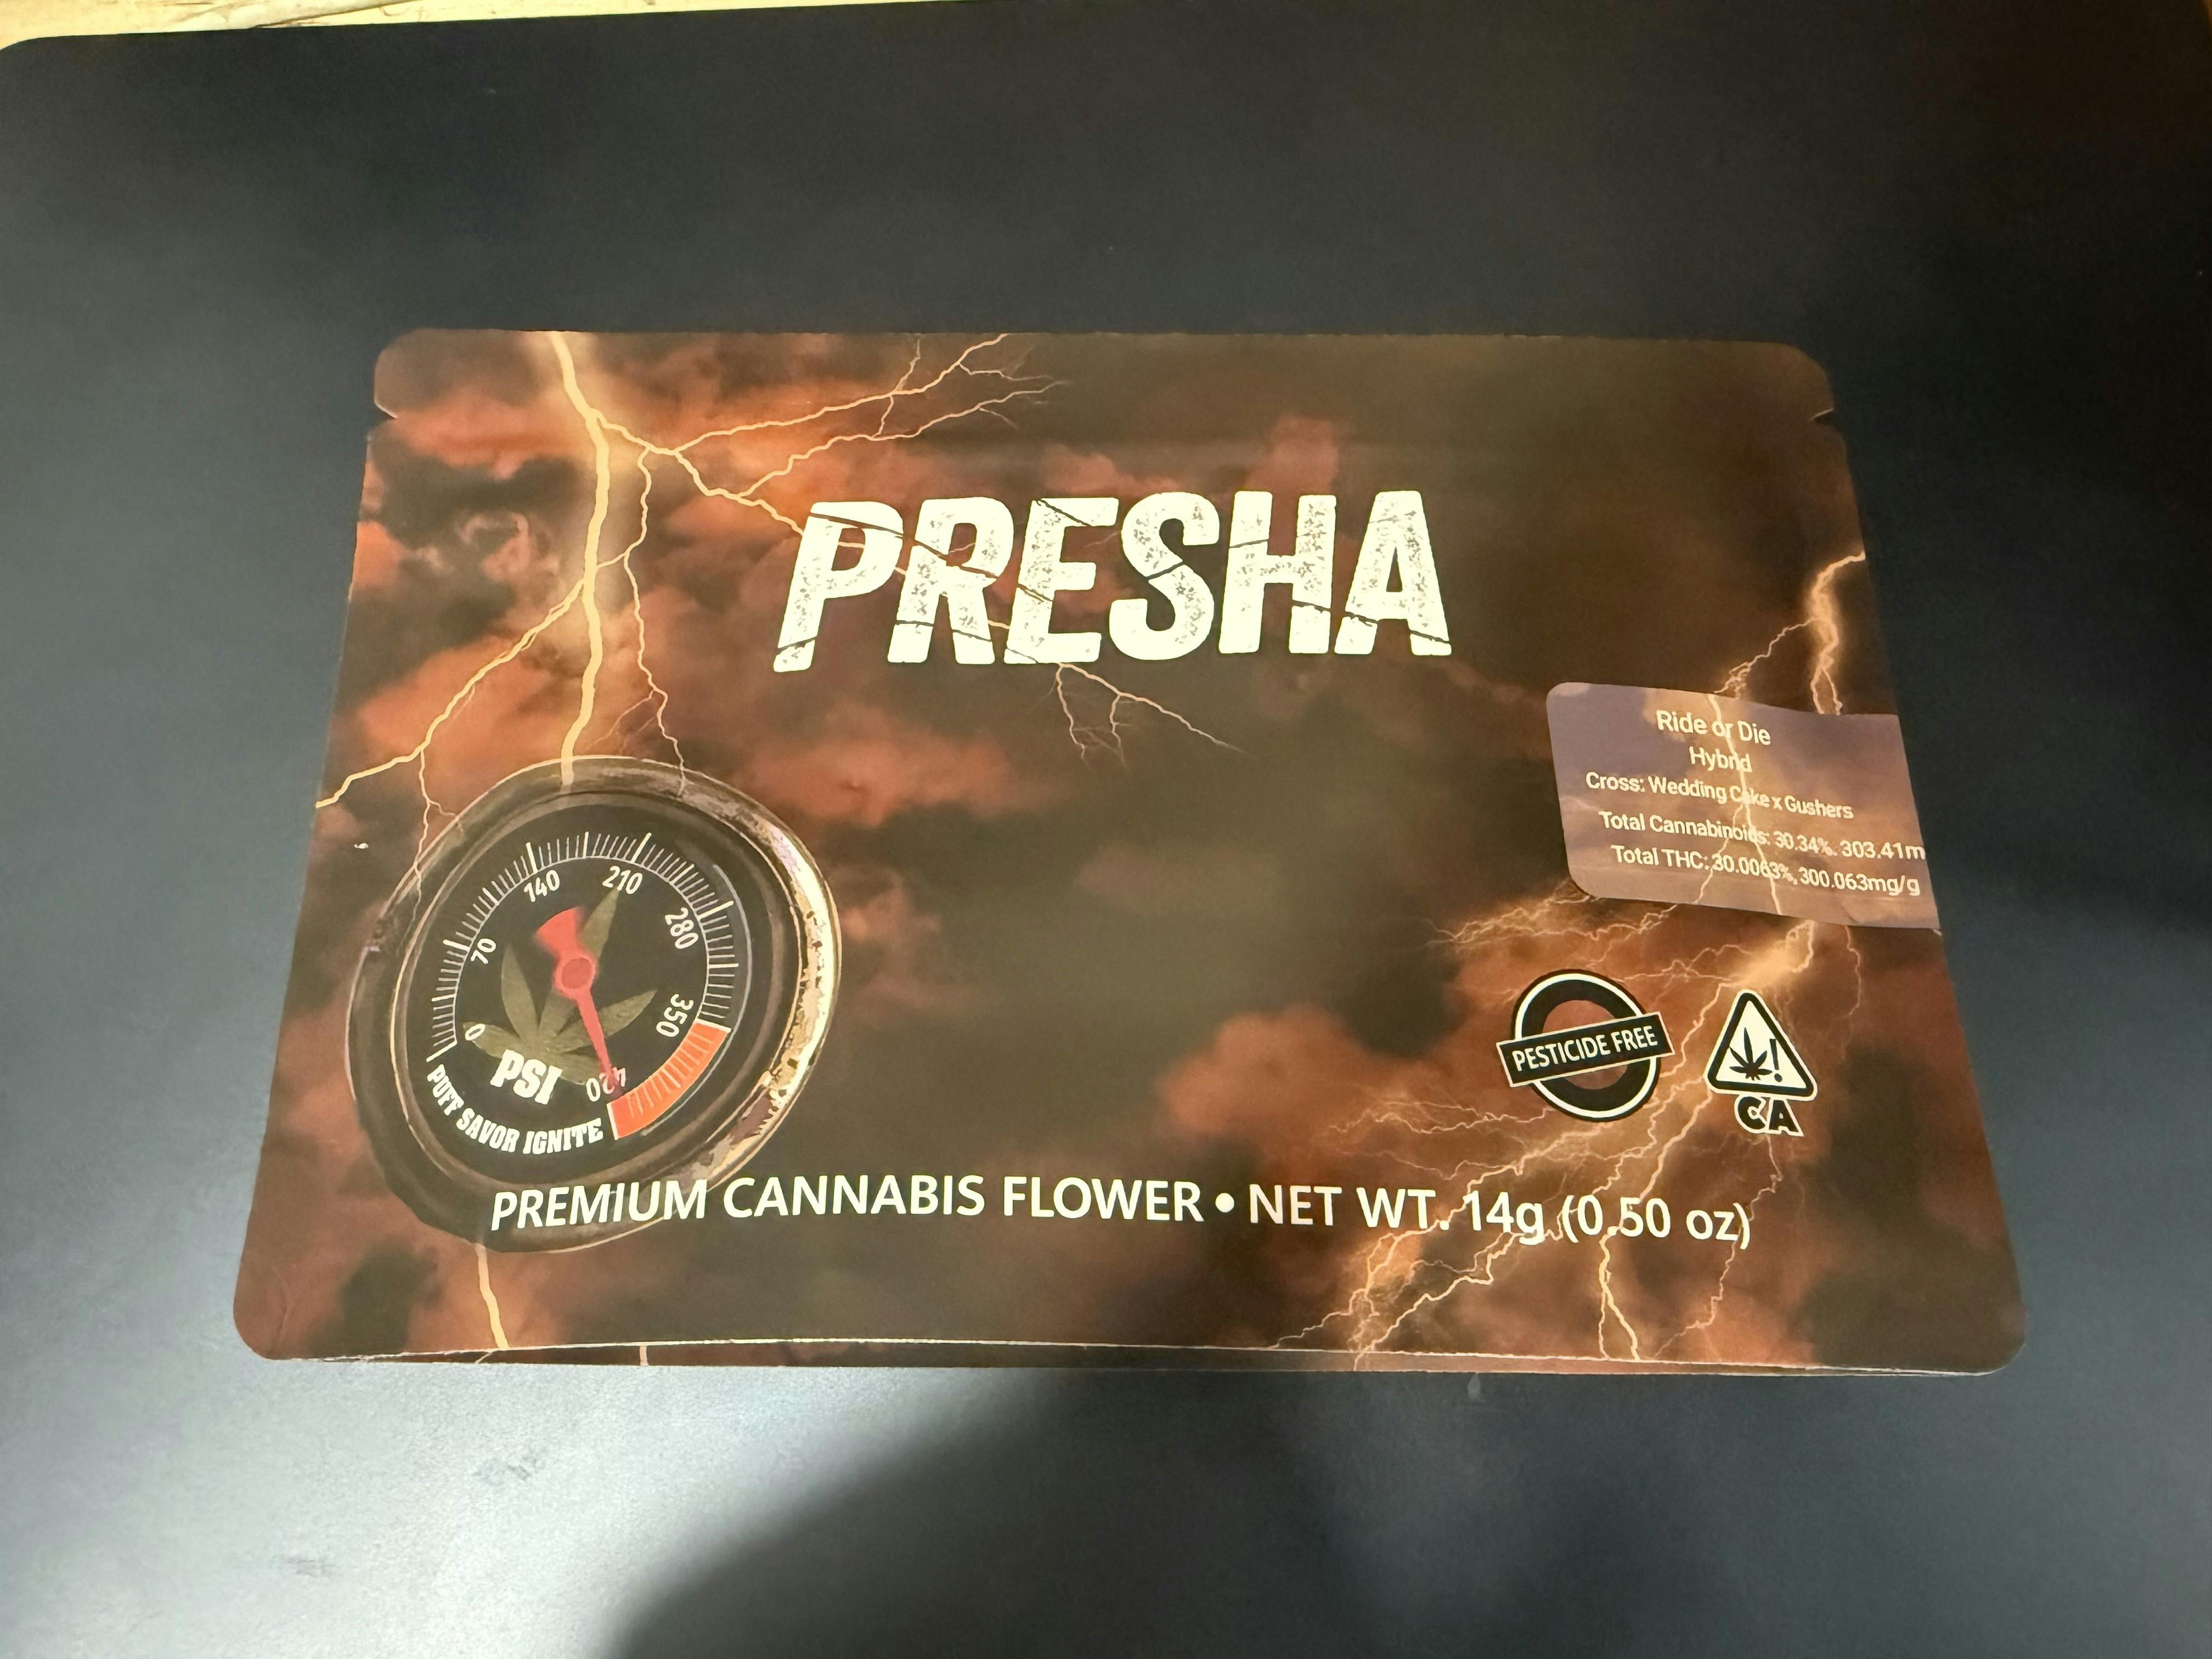 PRESHA
Ride or Die
Hybrid
Cross: Wedding Cake x Gushers
Total Cannabinoids: 30.34%. 303.41m
Total THC: 30.0063%, 300.063mg/g
0
70
140
210
280
350
420
PSI
PUFF SAVOR IGNITE
PESTICIDE FREE
!
CA
PREMIUM CANNABIS FLOWER • NET WT. 14g (0.50 oz)